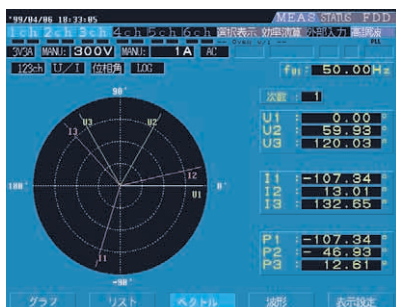 '99/04/06 18:33:05 MEAS STATUS FDD
1ch 2ch 3ch 4ch 5ch 6ch 選択表示 効率演算 外部入力 高調波
Over U/I PLL
3V3A MANU: 300V MANU: 1A AC
123ch U/I 位相角 LOG fU1: 50.00Hz
90°
次数: 1
U3 U2
I3
U1 : 0.00 °
U2 : 59.93 °
U3 : 120.03 °
I2
180° U1 0°
I1 : -107.34 °
I2 : 13.01 °
I3 : 132.65 °
I1
-90°
P1 : -107.34 °
P2 : -46.93 °
P3 : 12.61 °
グラフ リスト ベクトル 波形 表示設定